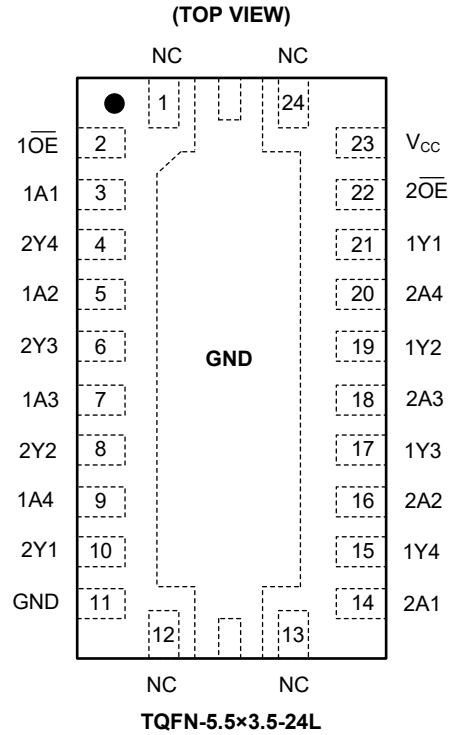 (TOP VIEW)
NC NC
1 24
1O̅E̅ 2 23 VCC
1A1 3 22 2O̅E̅
2Y4 4 21 1Y1
1A2 5 20 2A4
2Y3 6 GND 19 1Y2
1A3 7 18 2A3
2Y2 8 17 1Y3
1A4 9 16 2A2
2Y1 10 15 1Y4
GND 11 14 2A1
12 13
NC NC
TQFN-5.5×3.5-24L